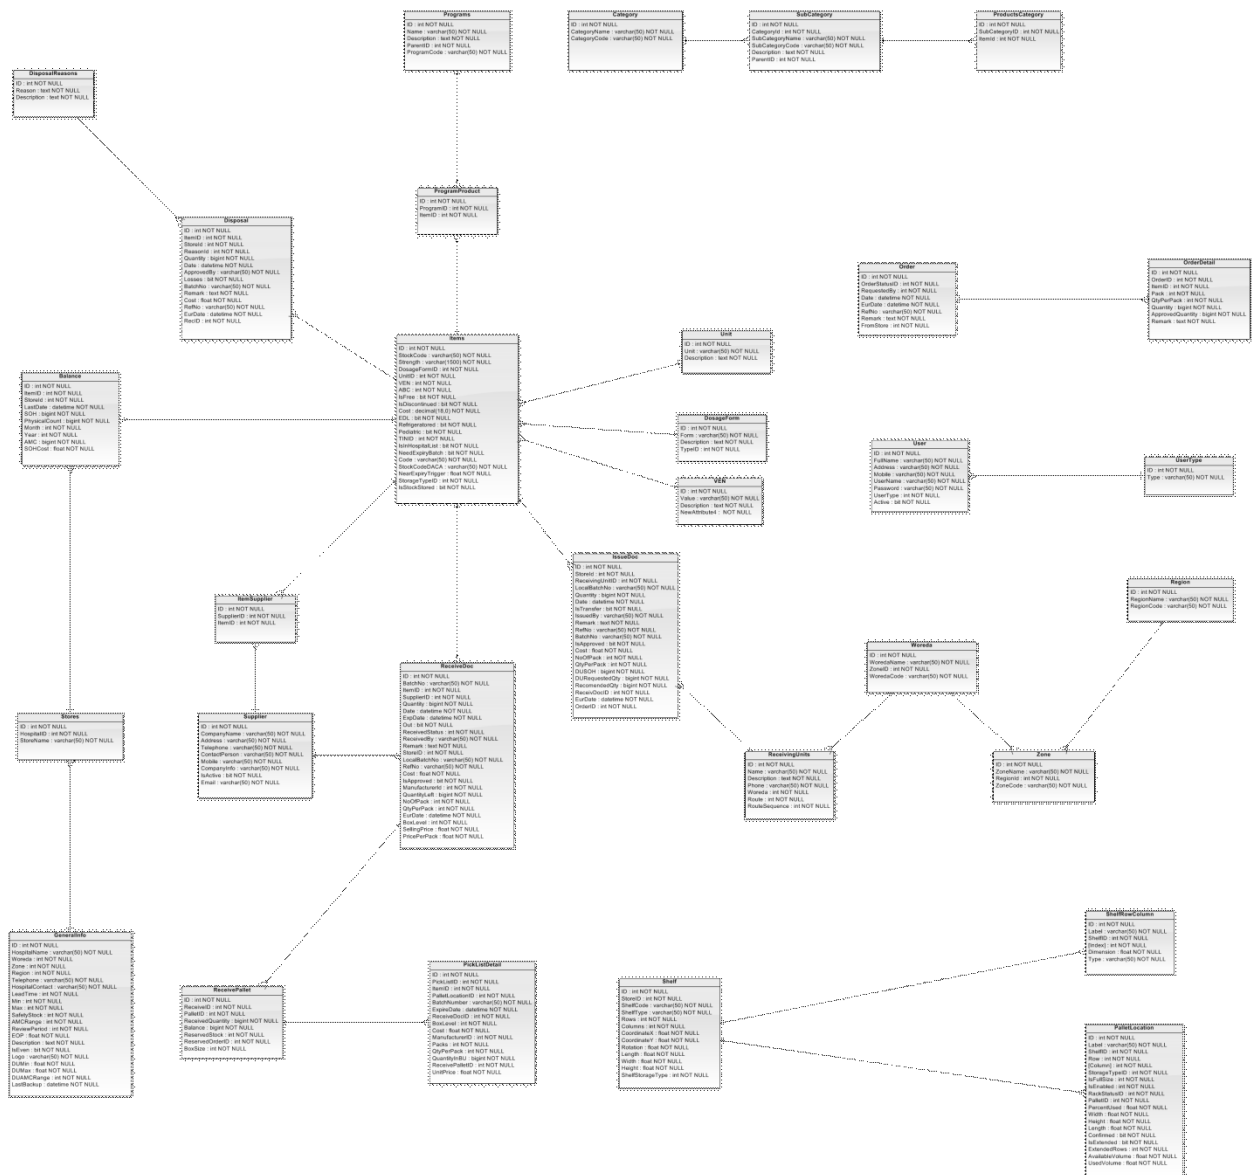 Programs
ID : int NOT NULL
Name : varchar(50) NOT NULL
Description : text NOT NULL
ParentID : int NOT NULL
ProgramCode : varchar(50) NOT NULL
Category
ID : int NOT NULL
CategoryName : varchar(50) NOT NULL
CategoryCode : varchar(50) NOT NULL
SubCategory
ID : int NOT NULL
CategoryId : int NOT NULL
SubCategoryName : varchar(50) NOT NULL
SubCategoryCode : varchar(50) NOT NULL
Description : text NOT NULL
ParentID : int NOT NULL
ProductsCategory
ID : int NOT NULL
SubCategoryID : int NOT NULL
ItemId : int NOT NULL
DisposalReasons
ID : int NOT NULL
Reason : text NOT NULL
Description : text NOT NULL
ProgramProduct
ID : int NOT NULL
ProgramID : int NOT NULL
ItemID : int NOT NULL
Disposal
ID : int NOT NULL
ItemID : int NOT NULL
StoreId : int NOT NULL
ReasonId : int NOT NULL
Quantity : bigint NOT NULL
Date : datetime NOT NULL
ApprovedBy : varchar(50) NOT NULL
Losses : bit NOT NULL
BatchNo : varchar(50) NOT NULL
Remark : text NOT NULL
Cost : float NOT NULL
RefNo : varchar(50) NOT NULL
EurDate : datetime NOT NULL
RecID : int NOT NULL
Order
ID : int NOT NULL
OrderStatusID : int NOT NULL
RequestedBy : int NOT NULL
Date : datetime NOT NULL
EurDate : datetime NOT NULL
RefNo : varchar(50) NOT NULL
Remark : text NOT NULL
FromStore : int NOT NULL
OrderDetail
ID : int NOT NULL
OrderID : int NOT NULL
ItemID : int NOT NULL
Pack : int NOT NULL
QtyPerPack : int NOT NULL
Quantity : bigint NOT NULL
ApprovedQuantity : bigint NOT NULL
Remark : text NOT NULL
Items
ID : int NOT NULL
StockCode : varchar(50) NOT NULL
Strength : varchar(1500) NOT NULL
DosageFormID : int NOT NULL
UnitID : int NOT NULL
VEN : int NOT NULL
ABC : int NOT NULL
IsFree : bit NOT NULL
IsDiscontinued : bit NOT NULL
Cost : decimal(18,0) NOT NULL
EDL : bit NOT NULL
Refrigeratored : bit NOT NULL
Pediatric : bit NOT NULL
TINID : int NOT NULL
IsInHospitalList : bit NOT NULL
NeedExpiryBatch : bit NOT NULL
Code : varchar(50) NOT NULL
StockCodeDACA : varchar(50) NOT NULL
NearExpiryTrigger : float NOT NULL
StorageTypeID : int NOT NULL
IsStockStored : bit NOT NULL
Unit
ID : int NOT NULL
Unit : varchar(50) NOT NULL
Description : text NOT NULL
Balance
ID : int NOT NULL
ItemID : int NOT NULL
StoreId : int NOT NULL
LastDate : datetime NOT NULL
SOH : bigint NOT NULL
PhysicalCount : bigint NOT NULL
Month : int NOT NULL
Year : int NOT NULL
AMC : bigint NOT NULL
SOHCost : float NOT NULL
DosageForm
ID : int NOT NULL
Form : varchar(50) NOT NULL
Description : text NOT NULL
TypeID : int NOT NULL
VEN
ID : int NOT NULL
Value : varchar(50) NOT NULL
Description : text NOT NULL
NewAttribute4 : NOT NULL
User
ID : int NOT NULL
FullName : varchar(50) NOT NULL
Address : varchar(50) NOT NULL
Mobile : varchar(50) NOT NULL
UserName : varchar(50) NOT NULL
Password : varchar(50) NOT NULL
UserType : int NOT NULL
Active : bit NOT NULL
UserType
ID : int NOT NULL
Type : varchar(50) NOT NULL
IssueDoc
ID : int NOT NULL
StoreId : int NOT NULL
ReceivingUnitID : int NOT NULL
LocalBatchNo : varchar(50) NOT NULL
Quantity : bigint NOT NULL
Date : datetime NOT NULL
IsTransfer : bit NOT NULL
IssuedBy : varchar(50) NOT NULL
Remark : text NOT NULL
RefNo : varchar(50) NOT NULL
BatchNo : varchar(50) NOT NULL
IsApproved : bit NOT NULL
Cost : float NOT NULL
NoOfPack : int NOT NULL
QtyPerPack : int NOT NULL
DUSOH : bigint NOT NULL
DURequestedQty : bigint NOT NULL
RecomendedQty : bigint NOT NULL
ReceivDocID : int NOT NULL
EurDate : datetime NOT NULL
OrderID : int NOT NULL
Region
ID : int NOT NULL
RegionName : varchar(50) NOT NULL
RegionCode : varchar(50) NOT NULL
ItemSupplier
ID : int NOT NULL
SupplierID : int NOT NULL
ItemID : int NOT NULL
Woreda
ID : int NOT NULL
WoredaName : varchar(50) NOT NULL
ZoneID : int NOT NULL
WoredaCode : varchar(50) NOT NULL
ReceiveDoc
ID : int NOT NULL
BatchNo : varchar(50) NOT NULL
ItemID : int NOT NULL
SupplierID : int NOT NULL
Quantity : bigint NOT NULL
Date : datetime NOT NULL
ExpDate : datetime NOT NULL
Out : bit NOT NULL
ReceivedStatus : int NOT NULL
ReceivedBy : varchar(50) NOT NULL
Remark : text NOT NULL
StoreID : int NOT NULL
LocalBatchNo : varchar(50) NOT NULL
RefNo : varchar(50) NOT NULL
Cost : float NOT NULL
IsApproved : bit NOT NULL
ManufacturerId : int NOT NULL
QuantityLeft : bigint NOT NULL
NoOfPack : int NOT NULL
QtyPerPack : int NOT NULL
EurDate : datetime NOT NULL
BoxLevel : int NOT NULL
SellingPrice : float NOT NULL
PricePerPack : float NOT NULL
Stores
ID : int NOT NULL
HospitalID : int NOT NULL
StoreName : varchar(50) NOT NULL
Supplier
ID : int NOT NULL
CompanyName : varchar(50) NOT NULL
Address : varchar(50) NOT NULL
Telephone : varchar(50) NOT NULL
ContactPerson : varchar(50) NOT NULL
Mobile : varchar(50) NOT NULL
CompanyInfo : varchar(50) NOT NULL
IsActive : bit NOT NULL
Email : varchar(50) NOT NULL
ReceivingUnits
ID : int NOT NULL
Name : varchar(50) NOT NULL
Description : text NOT NULL
Phone : varchar(50) NOT NULL
Woreda : int NOT NULL
Route : int NOT NULL
RouteSequence : int NOT NULL
Zone
ID : int NOT NULL
ZoneName : varchar(50) NOT NULL
RegionId : int NOT NULL
ZoneCode : varchar(50) NOT NULL
GeneralInfo
ID : int NOT NULL
HospitalName : varchar(50) NOT NULL
Woreda : int NOT NULL
Zone : int NOT NULL
Region : int NOT NULL
Telephone : varchar(50) NOT NULL
HospitalContact : varchar(50) NOT NULL
LeadTime : int NOT NULL
Min : int NOT NULL
Max : int NOT NULL
SafetyStock : int NOT NULL
AMCRange : int NOT NULL
ReviewPeriod : int NOT NULL
EOP : float NOT NULL
Description : text NOT NULL
IsEven : bit NOT NULL
Logo : varchar(50) NOT NULL
DUMin : float NOT NULL
DUMax : float NOT NULL
DUAMCRange : int NOT NULL
LastBackup : datetime NOT NULL
ReceivePallet
ID : int NOT NULL
ReceiveID : int NOT NULL
PalletID : int NOT NULL
ReceivedQuantity : bigint NOT NULL
Balance : bigint NOT NULL
ReservedStock : int NOT NULL
ReservedOrderID : int NOT NULL
BoxSize : int NOT NULL
PickListDetail
ID : int NOT NULL
PickListID : int NOT NULL
ItemID : int NOT NULL
PalletLocationID : int NOT NULL
BatchNumber : varchar(50) NOT NULL
ExpireDate : datetime NOT NULL
ReceiveDocID : int NOT NULL
BoxLevel : int NOT NULL
Cost : float NOT NULL
ManufacturerID : int NOT NULL
Packs : int NOT NULL
QtyPerPack : int NOT NULL
QuantityInBU : bigint NOT NULL
ReceivePalletID : int NOT NULL
UnitPrice : float NOT NULL
Shelf
ID : int NOT NULL
StoreID : int NOT NULL
ShelfCode : varchar(50) NOT NULL
ShelfType : varchar(50) NOT NULL
Rows : int NOT NULL
Columns : int NOT NULL
CoordinateX : float NOT NULL
CoordinateY : float NOT NULL
Rotation : float NOT NULL
Length : float NOT NULL
Width : float NOT NULL
Height : float NOT NULL
ShelfStorageType : int NOT NULL
ShelfRowColumn
ID : int NOT NULL
Label : varchar(50) NOT NULL
ShelfID : int NOT NULL
[Index] : int NOT NULL
Dimension : float NOT NULL
Type : varchar(50) NOT NULL
PalletLocation
ID : int NOT NULL
Label : varchar(50) NOT NULL
ShelfID : int NOT NULL
Row : int NOT NULL
[Column] : int NOT NULL
StorageTypeID : int NOT NULL
IsFullSize : int NOT NULL
IsEnabled : int NOT NULL
RackStatusID : int NOT NULL
PalletID : int NOT NULL
PercentUsed : float NOT NULL
Width : float NOT NULL
Height : float NOT NULL
Length : float NOT NULL
Confirmed : bit NOT NULL
IsExtended : bit NOT NULL
ExtendedRows : int NOT NULL
AvailableVolume : float NOT NULL
UsedVolume : float NOT NULL